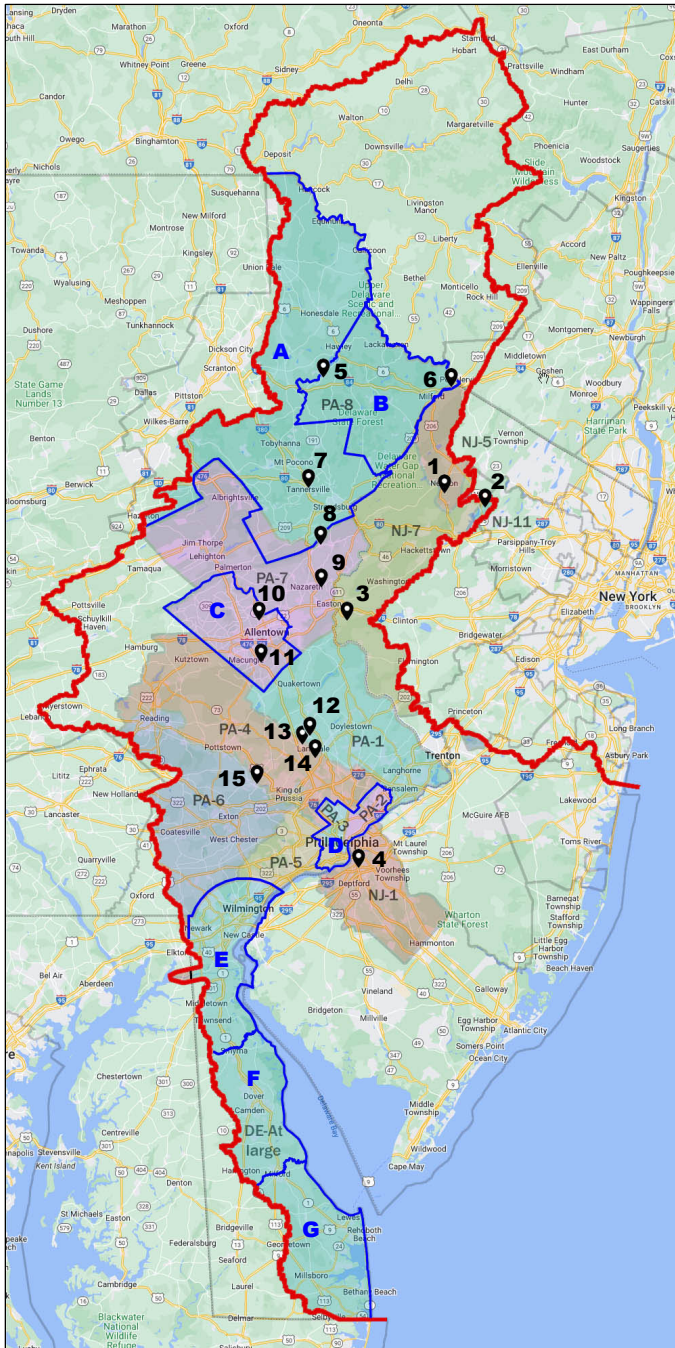 Lansing
Dryden
Marathon
Oxford
Oneonta
Stamford
Hobart
East Durham
Whitney Point
Greene
Sidney
Prattsville
Windham
Delhi
Catskill
Owego
Binghamton
Walton
Margaretville
Hunter
Phoenicia
Saugerties
Deposit
Downsville
Nichols
Waverly
Sayre
Slide
Mountain
Wilderness
Woodstock
Susquehanna
Hancock
Kingston
Livingston
Manor
New Milford
Equinunk
Towanda
Montrose
Liberty
Accord
Callicoon
Ellenville
New Paltz
Poughkeepsie
Wyalusing
Kingsley
Bethel
Monticello
Rock Hill
Upper
Delaware
Scenic and
Recreational...
Meshoppen
Honesdale
Wappingers
Falls
Tunkhannock
Montgomery
Newburgh
Dushore
Dickson City
Scranton
A
Hawley
Lackawaxen
Middletown
Goshen
5
6
Woodbury
Monroe
State Game
Lands
Number 13
Milford
PA-8
B
Harriman
State Park
Peekskill
Wilkes-Barre
Delaware
State Forest
NJ-5
Vernon
Township
Benton
Tobyhanna
Delaware
Water Gap
National
Recreation...
Mt Pocono
7
1
Newton
2
Berwick
Tannersville
Albrightsville
Stroudsburg
NJ-11
Bloomsburg
Hazleton
8
NJ-7
Parsippany-Troy
Hills
Jim Thorpe
Hackettstown
Lehighton
Palmerton
9
Washington
Morristown
MANHATTAN
Tamaqua
PA-7
Nazareth
New York
BROOKLYN
Pottsville
10
Easton
3
Clinton
Elizabeth
Schuylkill
Haven
C
Allentown
Bridgewater
Hamburg
Macungie
11
Edison
Kutztown
Flemington
Quakertown
Princeton
Myerstown
Lebanon
Reading
12
Long Branch
PA-4
13
Doylestown
PA-1
Freehold
Asbury Park
Pottstown
14
Trenton
Ephrata
Lititz
15
Langhorne
Bensalem
Lakewood
New Holland
PA-6
King of
Prussia
PA-2
McGuire AFB
Lancaster
Exton
PA-3
Toms River
Coatesville
West Chester
Philadelphia
D
Mt Laurel
Township
Quarryville
PA-5
4
Voorhees
Township
Barnegat
Township
Deptford
Stafford
Township
Oxford
NJ-1
Wilmington
Wharton
State Forest
Little Egg
Harbor
Township
Newark
New Castle
Hammonton
Beach Haven
Elkton
E
Bel Air
Vineland
Galloway
Aberdeen
Bridgeton
Egg Harbor
Township
Millville
Atlantic City
Middletown
Townsend
Somers Point
Ocean City
Smyrna
Chestertown
F
Dover
Middle
Township
Camden
Delaware
Bay
Centreville
DE-At
large
Wildwood
Stevensville
Kent Island
Cape May
Denton
Harrington
Milford
St Michaels
Easton
G
Bridgeville
Lewes
Rehoboth
Beach
Federalsburg
Georgetown
Seaford
Cambridge
Millsboro
Laurel
Bethany Beach
Blackwater
National
Wildlife
Refuge
Delmar
Selbyville